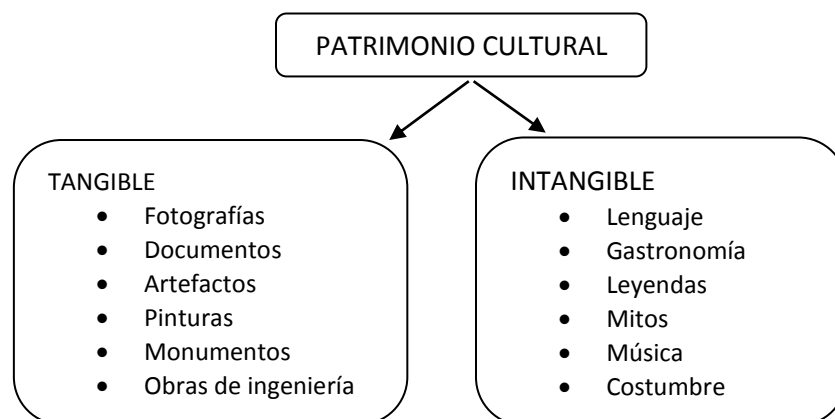 PATRIMONIO CULTURAL
TANGIBLE
• Fotografías
• Documentos
• Artefactos
• Pinturas
• Monumentos
• Obras de ingeniería
INTANGIBLE
• Lenguaje
• Gastronomía
• Leyendas
• Mitos
• Música
• Costumbre